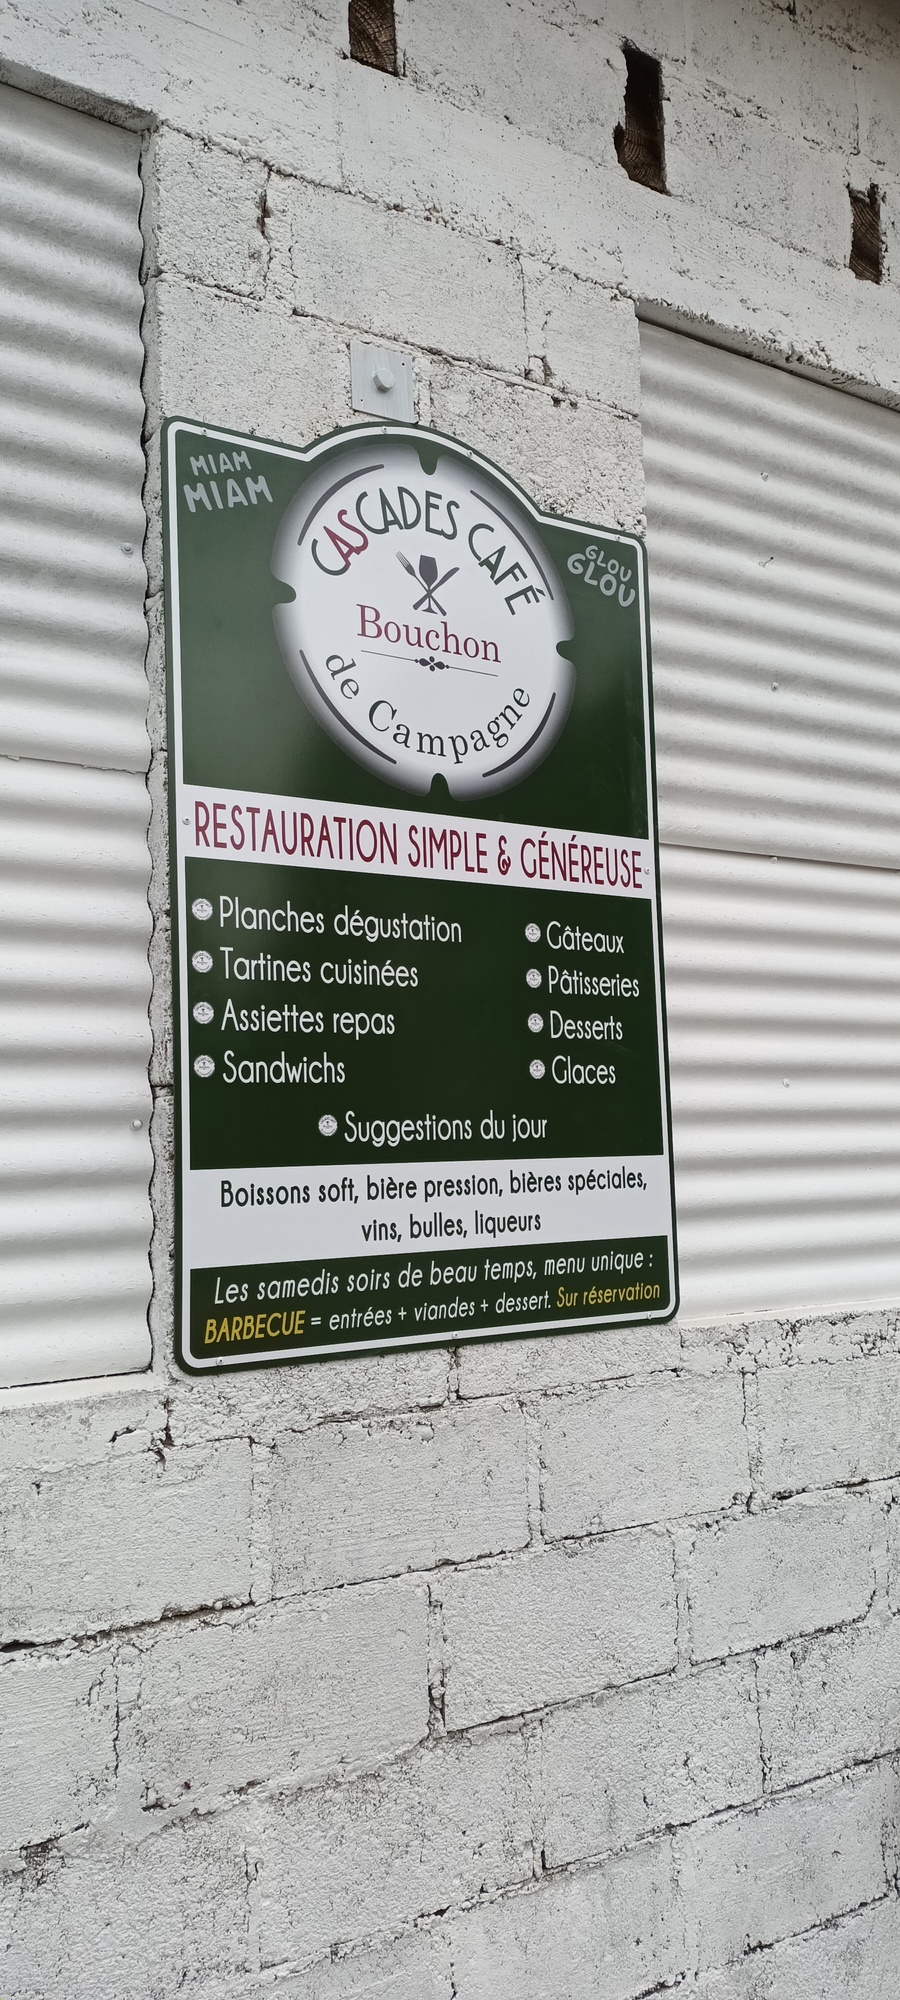 MIAM
MIAM
GLOU
GLOU
CASCADES CAFÉ
Bouchon
de Campagne
RESTAURATION SIMPLE & GÉNÉREUSE
Planches dégustation
Tartines cuisinées
Assiettes repas
Sandwichs
Gâteaux
Pâtisseries
Desserts
Glaces
Suggestions du jour
Boissons soft, bière pression, bières spéciales,
vins, bulles, liqueurs
Les samedis soirs de beau temps, menu unique :
BARBECUE = entrées + viandes + dessert. Sur réservation